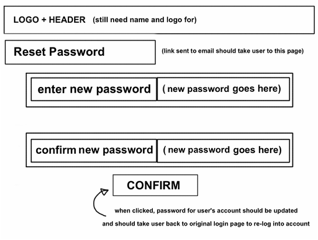 LOGO + HEADER (still need name and logo for)
Reset Password (link sent to email should take user to this page)
enter new password (new password goes here)
confirm new password (new password goes here)
CONFIRM
when clicked, password for user's account should be updated
and should take user back to original login page to re-log into account